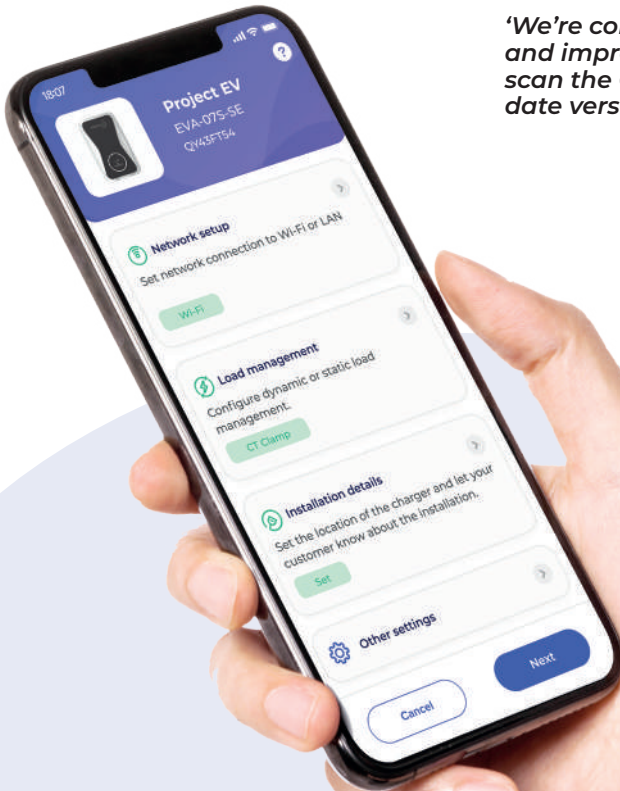 ‘We’re co
and impr
scan the
date vers
18:07
?
Project EV
EVA-07S-SE
QY43FT54
Network setup
Set network connection to Wi-Fi or LAN
Wi-Fi
Load management
Configure dynamic or static load
management.
CT Clamp
Installation details
Set the location of the charger and let your
customer know about the installation.
Set
Other settings
Cancel
Next